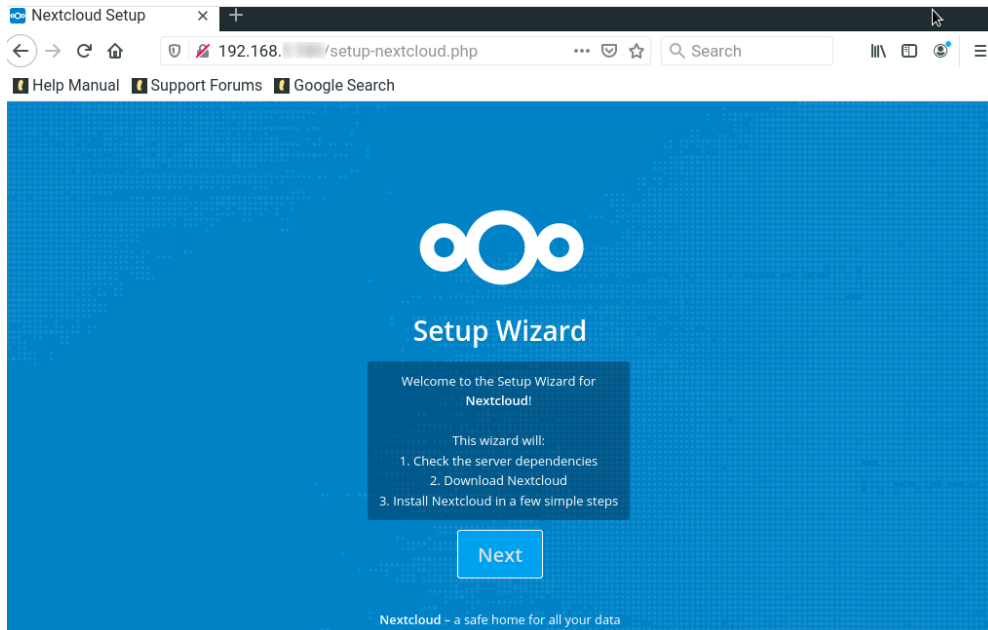 Nextcloud Setup
192.168. /setup-nextcloud.php
Search
Help Manual Support Forums Google Search
Setup Wizard
Welcome to the Setup Wizard for
Nextcloud!
This wizard will:
1. Check the server dependencies
2. Download Nextcloud
3. Install Nextcloud in a few simple steps
Next
Nextcloud – a safe home for all your data